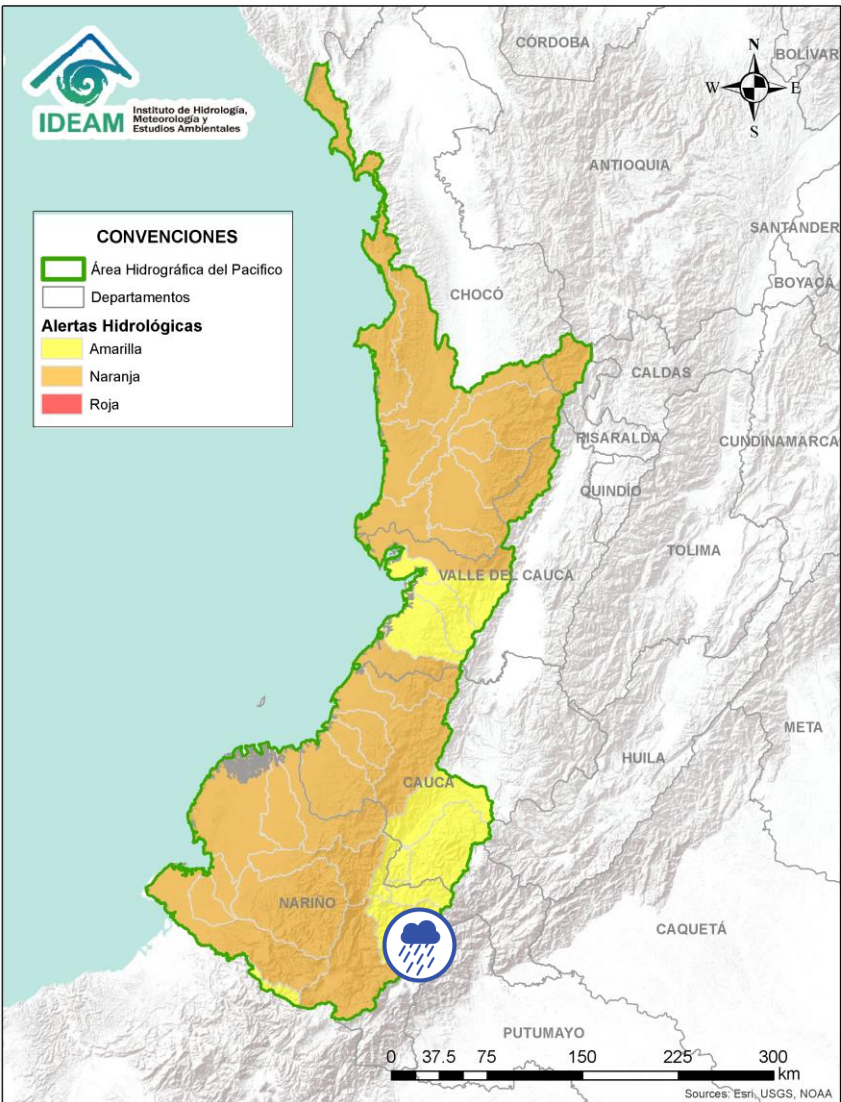 IDEAM
Instituto de Hidrología,
Meteorología y
Estudios Ambientales
N
W
E
S
CÓRDOBA
BOLIVAR
ANTIOQUIA
SANTANDER
BOYACÁ
CHOCÓ
CALDAS
RISARALDA
CUNDINAMARCA
QUINDÍO
TOLIMA
VALLE DEL CAUCA
META
HUILA
CAUCA
NARIÑO
CAQUETÁ
PUTUMAYO
CONVENCIONES
Área Hidrográfica del Pacifico
Departamentos
Alertas Hidrológicas
Amarilla
Naranja
Roja
0 37.5 75 150 225 300
km
Sources: Esri, USGS, NOAA